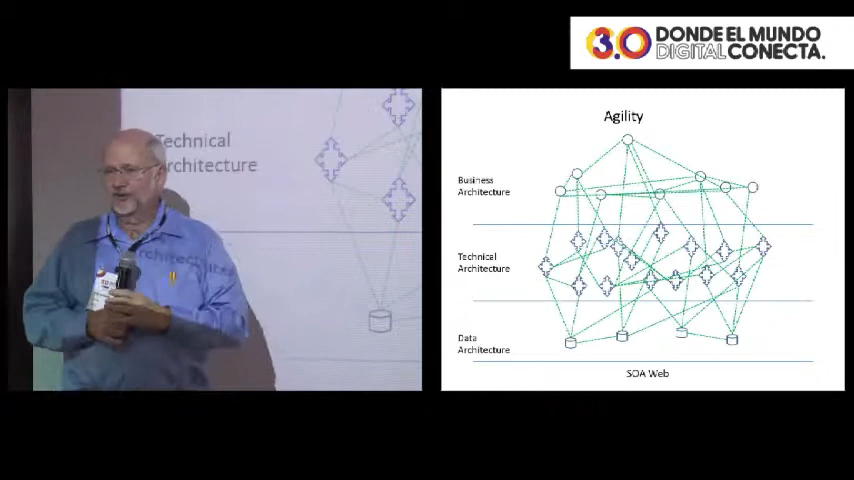 3.0 DONDE EL MUNDO
DIGITAL CONECTA.
Technical
Architecture
Agility
Business
Architecture
Technical
Architecture
Data
Architecture
SOA Web